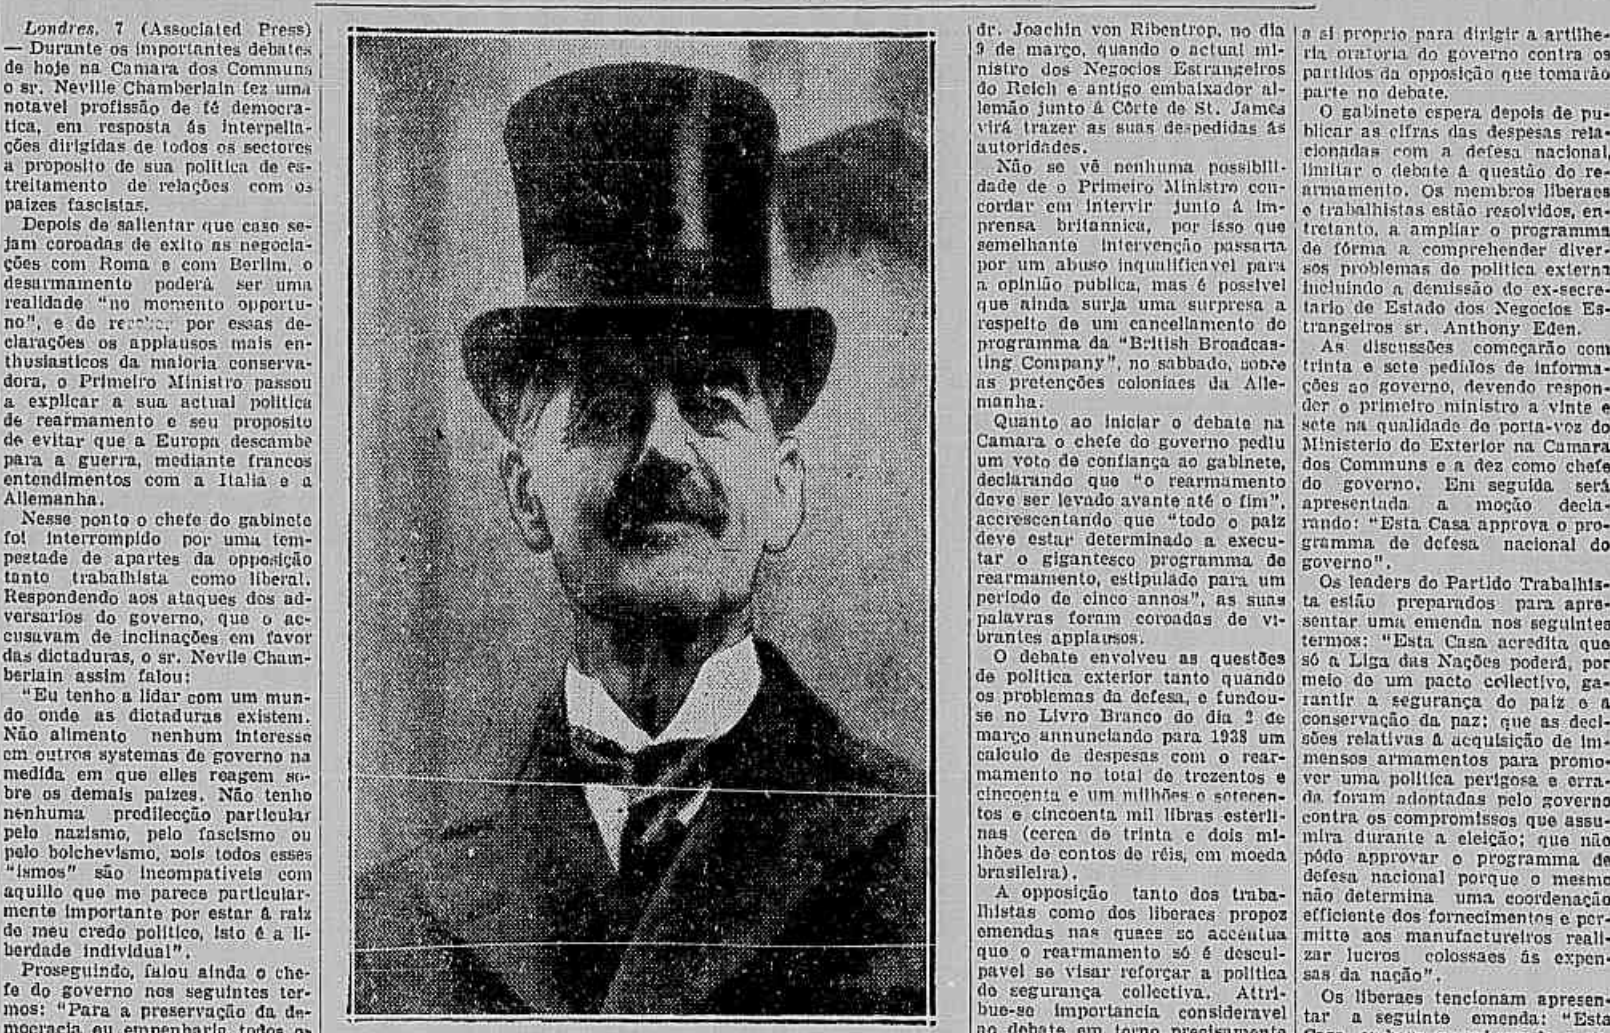 Londres, 7 (Associated Press)
— Durante os importantes debates
de hoje na Camara dos Communs
o sr. Neville Chamberlain fez uma
notavel profissão de fé democra-
tica, em resposta ás interpella-
ções dirigidas de todos os sectores
a proposito de sua politica de es-
treitamento de relações com os
paizes fascistas.
Depois de salientar que caso se-
jam coroadas de exito as negocia-
ções com Roma e com Berlim, o
desarmamento poderá ser uma
realidade "no momento opportu-
no", e de por essas de-
clarações os applausos mais en-
thusiasticos da maioria conserva-
dora, o Primeiro Ministro passou
a explicar a sua actual politica
de rearmamento e seu proposito
de evitar que a Europa descambe
para a guerra, mediante francos
entendimentos com a Italia e a
Allemanha.
Nesse ponto o chefe do gabinete
foi interrompido por uma tem-
pestade de apartes da opposição
tanto trabalhista como liberal.
Respondendo aos ataques dos ad-
versarios do governo, que o ac-
cusavam de inclinações em favor
das dictaduras, o sr. Nevile Cham-
berlain assim falou:
"Eu tenho a lidar com um mun-
do onde as dictaduras existem.
Não alimento nenhum interesse
em outros systemas de governo na
medida em que elles reagem so-
bre os demais paizes. Não tenho
nenhuma predilecção particular
pelo nazismo, pelo fascismo ou
pelo bolchevismo, pois todos esses
"ismos" são incompativeis com
aquillo que me parece particular-
mente importante por estar á raiz
do meu credo politico, isto é a li-
berdade individual".
Proseguindo, falou ainda o che-
fe do governo nos seguintes ter-
mos: "Para a preservação da de-
mocracia eu empenharia todos os
dr. Joachin von Ribentrop, no dia
9 de março, quando o actual mi-
nistro dos Negocios Estrangeiros
do Reich e antigo embaixador al-
lemão junto á Côrte de St. James
virá trazer as suas despedidas ás
autoridades.
Não se vê nenhuma possibili-
dade de o Primeiro Ministro con-
cordar em intervir junto á im-
prensa britannica, por isso que
semelhante intervenção passaria
por um abuso inqualificavel para
a opinião publica, mas é possivel
que ainda surja uma surpresa a
respeito de um cancellamento do
programma da "British Broadcas-
ting Company", no sabbado, sobre
as pretenções coloniaes da Alle-
manha.
Quanto ao iniciar o debate na
Camara o chefe do governo pediu
um voto de confiança ao gabinete,
declarando que "o rearmamento
deve ser levado avante até o fim",
accrescentando que "todo o paiz
deve estar determinado a execu-
tar o gigantesco programma de
rearmamento, estipulado para um
periodo de cinco annos", as suas
palavras foram coroadas de vi-
brantes applausos.
O debate envolveu as questões
de politica exterior tanto quando
os problemas da defesa, e fundou-
se no Livro Branco do dia 2 de
março annunciando para 1938 um
calculo de despesas com o rear-
mamento no total de trezentos e
cincoenta e um milhões e setecen-
tos e cincoenta mil libras esterli-
nas (cerca de trinta e dois mi-
lhões de contos de réis, em moeda
brasileira).
A opposição tanto dos traba-
lhistas como dos liberaes propoz
emendas nas quaes se accentua
que o rearmamento só é descul-
pavel se visar reforçar a politica
de segurança collectiva. Attri-
bue-se importancia consideravel
ao debate em torno precisamente
a si proprio para dirigir a artilhe-
ria oratoria do governo contra os
partidos da opposição que tomarão
parte no debate.
O gabinete espera depois de pu-
blicar as cifras das despesas rela-
cionadas com a defesa nacional,
limitar o debate á questão do re-
armamento. Os membros liberaes
e trabalhistas estão resolvidos, en-
tretanto, a ampliar o programma
de fórma a comprehender diver-
sos problemas de politica externa
incluindo a demissão do ex-secre-
tario de Estado dos Negocios Es-
trangeiros sr. Anthony Eden.
As discussões começarão com
trinta e sete pedidos de informa-
ções ao governo, devendo respon-
der o primeiro ministro a vinte e
sete na qualidade de porta-voz do
Ministerio do Exterior na Camara
dos Communs e a dez como chefe
do governo. Em seguida será
apresentada a moção decla-
rando: "Esta Casa approva o pro-
gramma de defesa nacional do
governo".
Os leaders do Partido Trabalhis-
ta estão preparados para apre-
sentar uma emenda nos seguintes
termos: "Esta Casa acredita que
só a Liga das Nações poderá, por
meio de um pacto collectivo, ga-
rantir a segurança do paiz e a
conservação da paz; que as deci-
sões relativas á acquisição de im-
mensos armamentos para promo-
ver uma politica perigosa e erra-
da foram adoptadas pelo governo
contra os compromissos que assu-
mira durante a eleição; que não
póde approvar o programma de
defesa nacional porque o mesmo
não determina uma coordenação
efficiente dos fornecimentos e per-
mitte aos manufactureiros reali-
zar lucros colossaes ás expen-
sas da nação".
Os liberaes tencionam apresen-
tar a seguinte emenda: "Esta